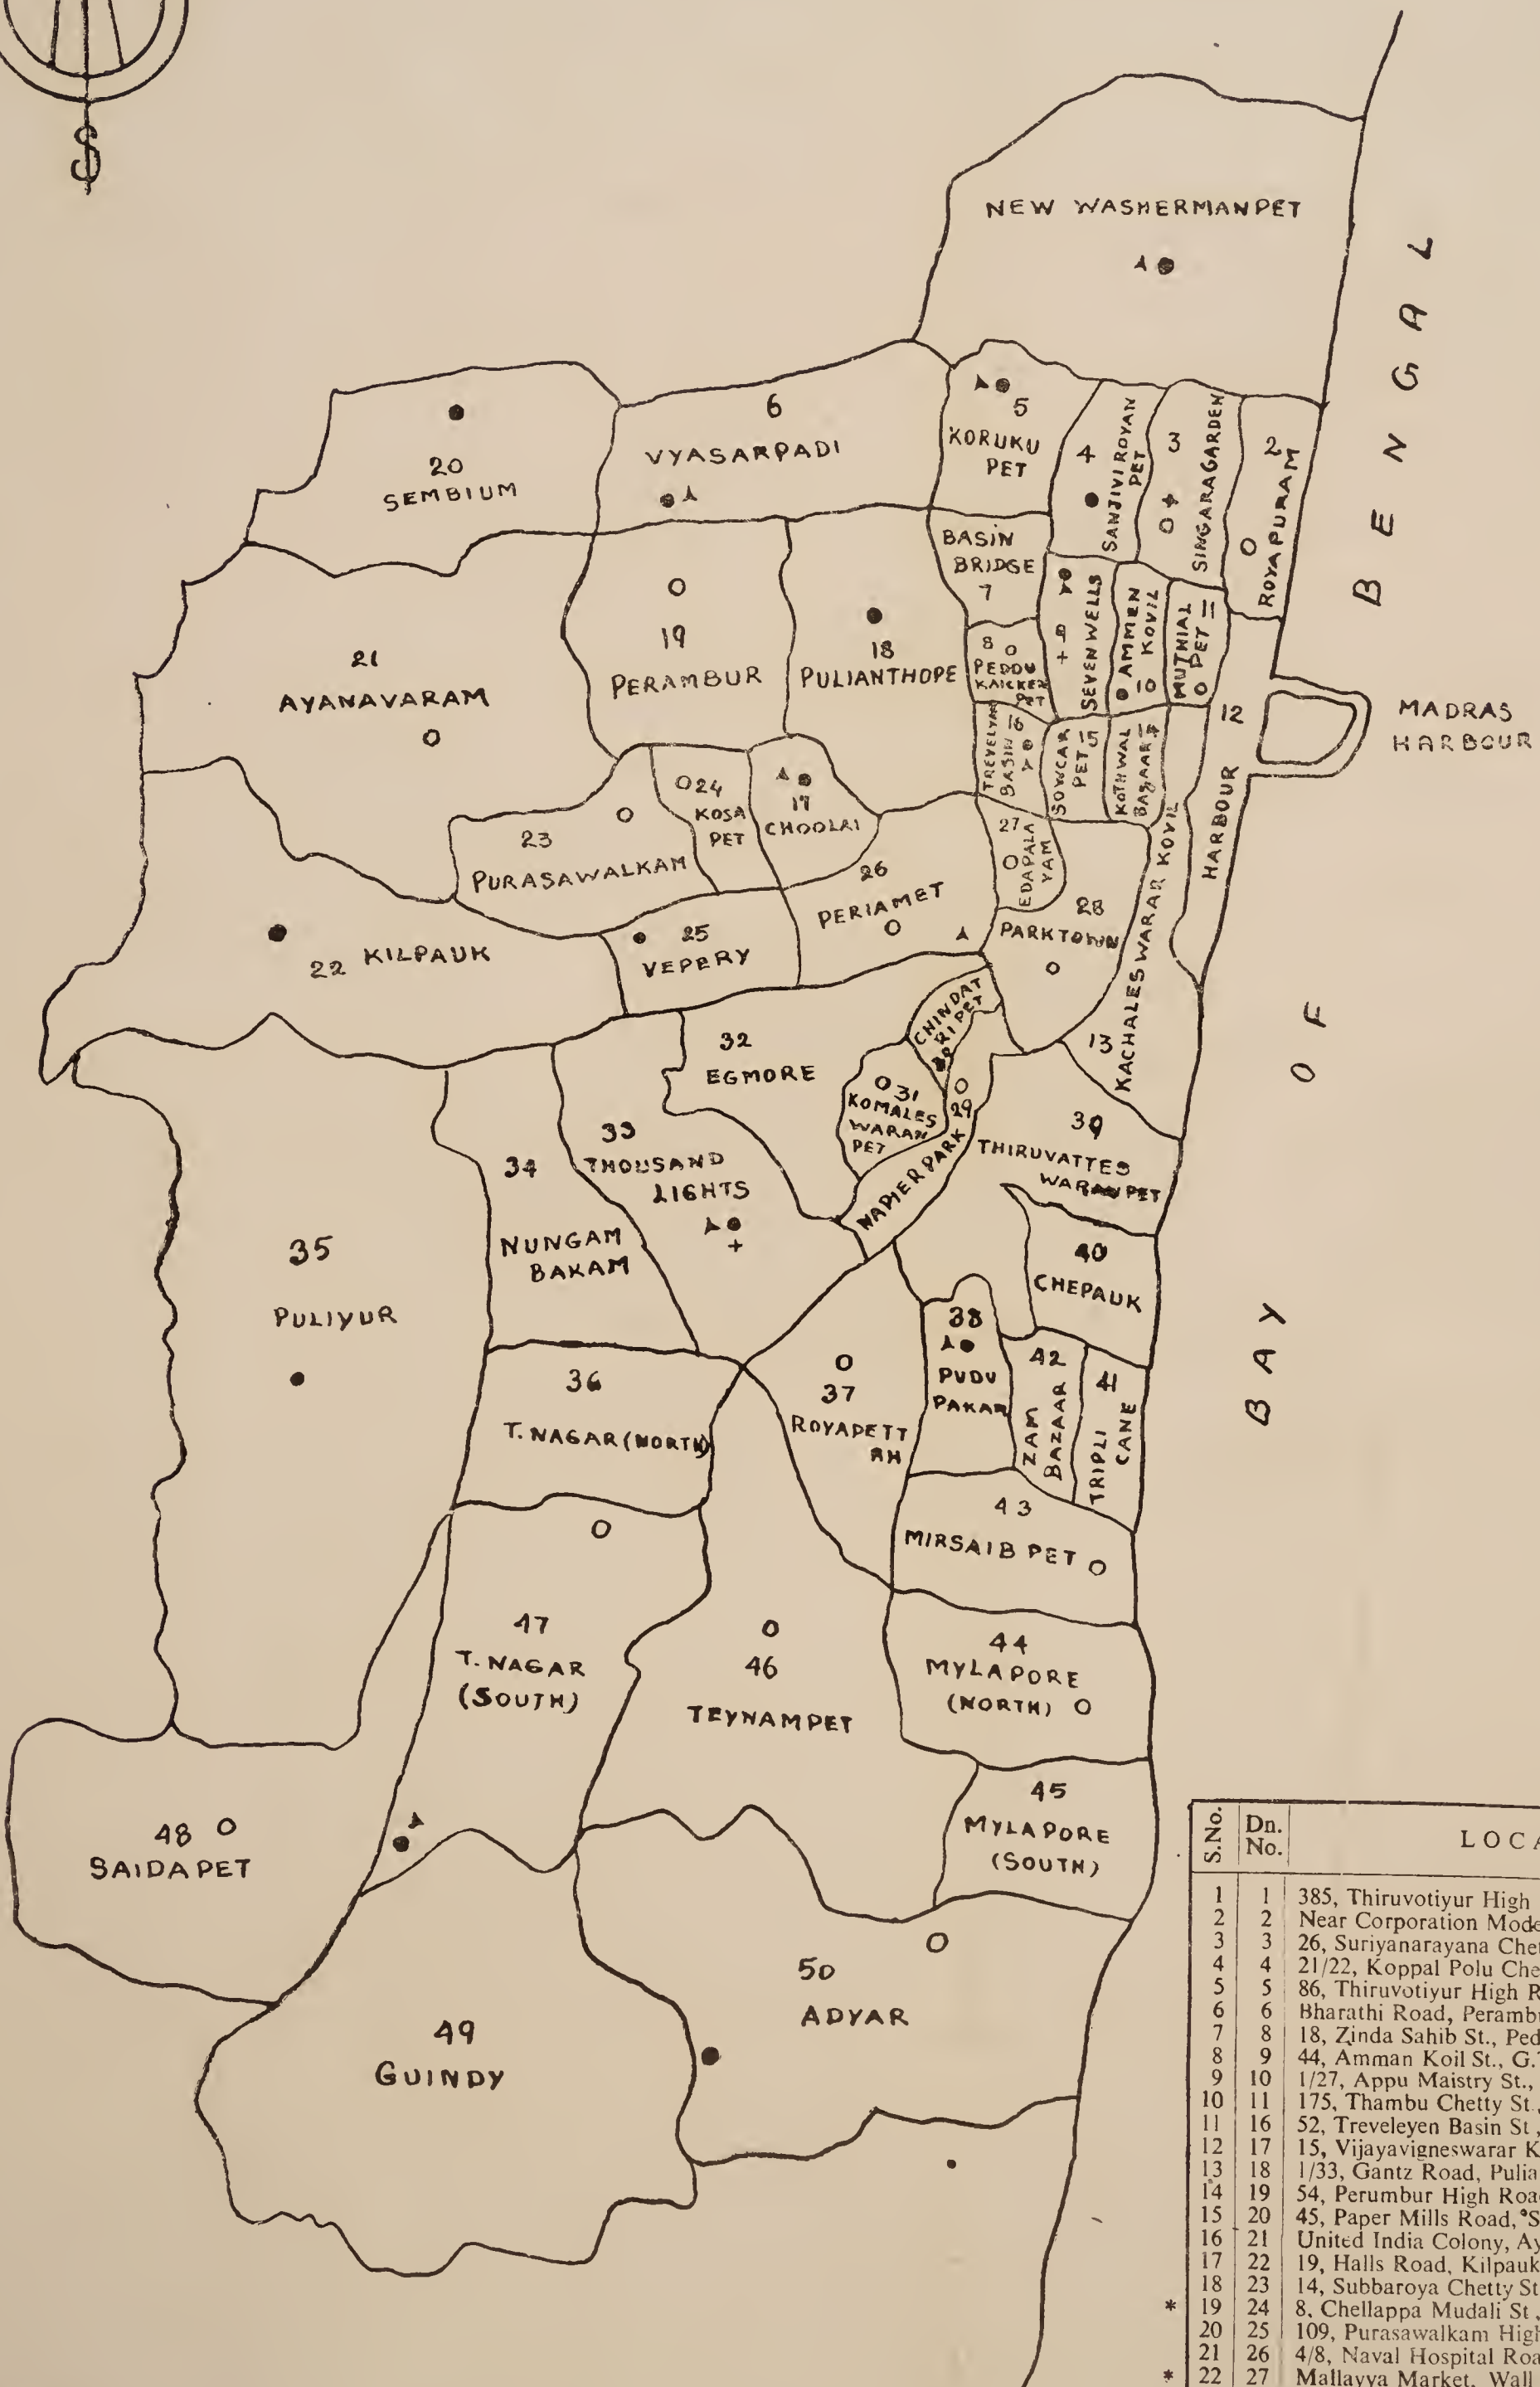 S
NEW WASHERMANPET
BAY OF BENGAL
6
VYASARPADI
20
SEMBIUM
5
KORUKU
PET
4
SANJIVIROYAN
PET
3
SINGARAGARDEN
2
ROYAPURAM
BASIN
BRIDGE
7
8
PEDDU
SEVENWELLS
AMMEN
KOVIL
10
MUTHIAL
PET 11
21
AYANAVARAM
19
PERAMBUR
18
PULIANTHOPE
16
TREVELYAN
BASIN
SOWCAR
PET 15
KOTHWAL
BAZAAR
12
HARBOUR
MADRAS
HARBOUR
23
PURASAWALKAM
24
KOSA
PET
17
CHOOLAI
27
EDAPALA
YAM
26
PERIAMET
28
PARKTOWN
13
KACHALESWARAR KOVIL
22 KILPAUK
25
VEPERY
CHINDAT
RI PET
30
32
EGMORE
31
KOMALES
WARAN
PET
29
NAPIER PARK
39
THIRUVATTES
WARANPET
33
THOUSAND
LIGHTS
34
NUNGAM
BAKAM
35
PULIYUR
40
CHEPAUK
38
PUDU
PAKAR
42
ZAM
BAZAAR
41
TRIPLI
CANE
36
T. NAGAR (NORTH)
37
ROYAPETT
AH
43
MIRSAIB PET
47
T. NAGAR
(SOUTH)
46
TEYNAMPET
44
MYLAPORE
(NORTH)
45
MYLAPORE
(SOUTH)
48
SAIDAPET
50
ADYAR
49
GUINDY
S.No. Dn. No. LOCA
1 1 385, Thiruvotiyur High
2 2 Near Corporation Mode
3 3 26, Suriyanarayana Che
4 4 21/22, Koppal Polu Che
5 5 86, Thiruvotiyur High R
6 6 Bharathi Road, Peramb
7 8 18, Zinda Sahib St., Ped
8 9 44, Amman Koil St., G.
9 10 1/27, Appu Maistry St.,
10 11 175, Thambu Chetty St.,
11 16 52, Treveleyen Basin St,
12 17 15, Vijayavigneswarar K
13 18 1/33, Gantz Road, Pulia
14 19 54, Perumbur High Roa
15 20 45, Paper Mills Road, S
16 21 United India Colony, Ay
17 22 19, Halls Road, Kilpauk
18 23 14, Subbaroya Chetty St
* 19 24 8, Chellappa Mudali St,
20 25 109, Purasawalkam High
21 26 4/8, Naval Hospital Roa
* 22 27 Mallayya Market, Wall